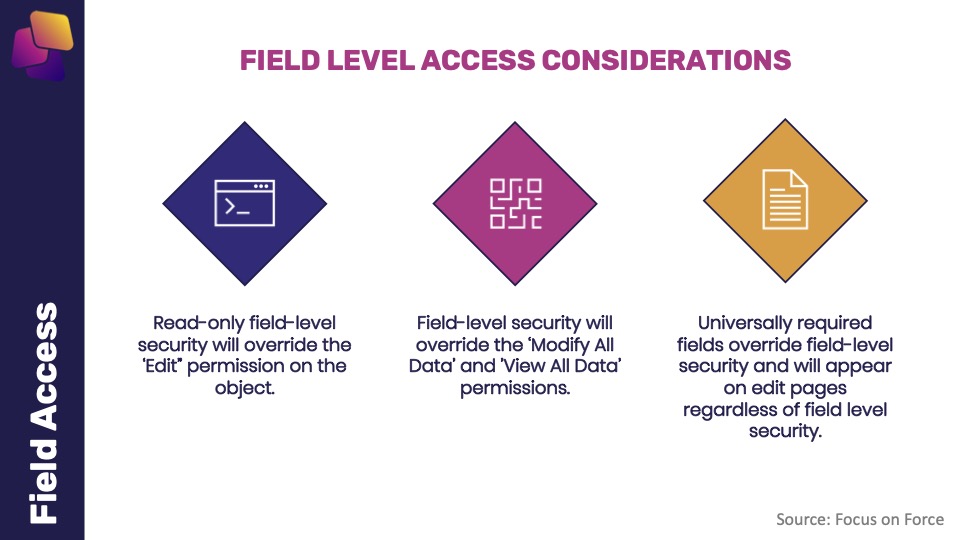 FIELD LEVEL ACCESS CONSIDERATIONS
Read-only field-level
security will override the
'Edit" permission on the
object.
Field-level security will
override the ‘Modify All
Data’ and ’View All Data’
permissions.
Universally required
fields override field-level
security and will appear
on edit pages
regardless of field level
security.
Field Access
Source: Focus on Force